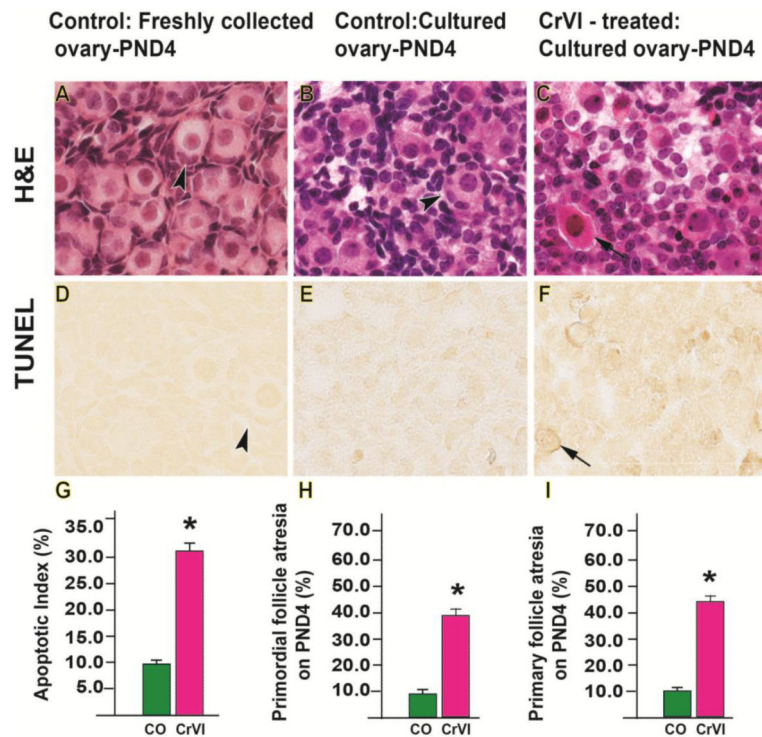 Control: Freshly collected
ovary-PND4
Control:Cultured
ovary-PND4
CrVI - treated:
Cultured ovary-PND4
H&E
A
B
C
TUNEL
D
E
F
G
Apoptotic Index (%)
35.0
30.0
25.0
20.0
15.0
10.0
5.0
*
CO CrVI
H
Primordial follicle atresia
on PND4 (%)
70.0
60.0
50.0
40.0
30.0
20.0
10.0
*
CO CrVI
I
Primary follicle atresia
on PND4 (%)
70.0
60.0
50.0
40.0
30.0
20.0
10.0
*
CO CrVI